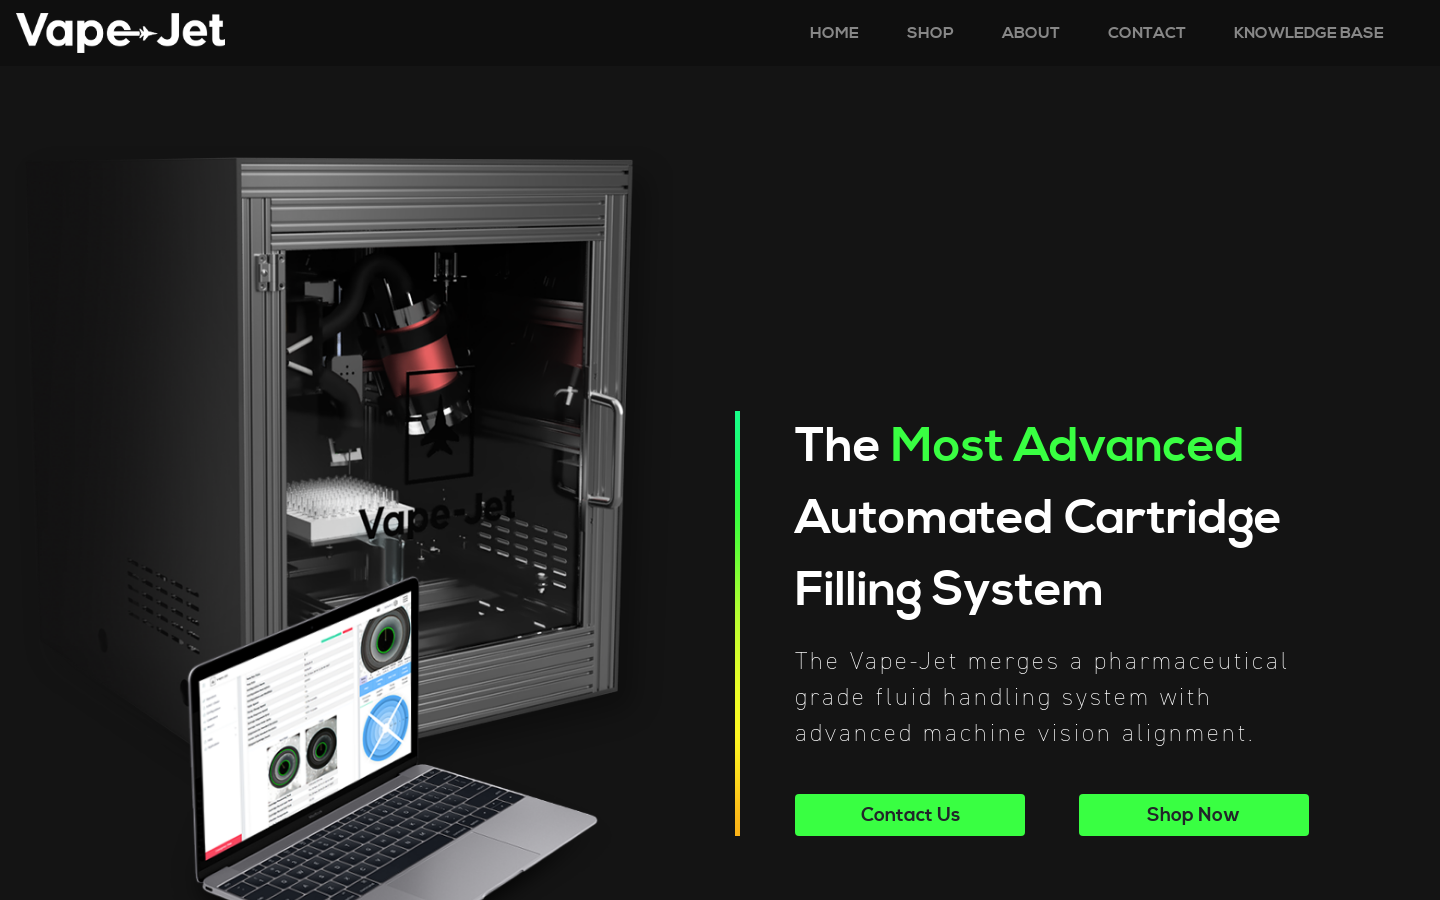 Vape-Jet
HOME SHOP ABOUT CONTACT KNOWLEDGE BASE
Vape-Jet
The Most Advanced
Automated Cartridge
Filling System
The Vape-Jet merges a pharmaceutical
grade fluid handling system with
advanced machine vision alignment.
Contact Us Shop Now